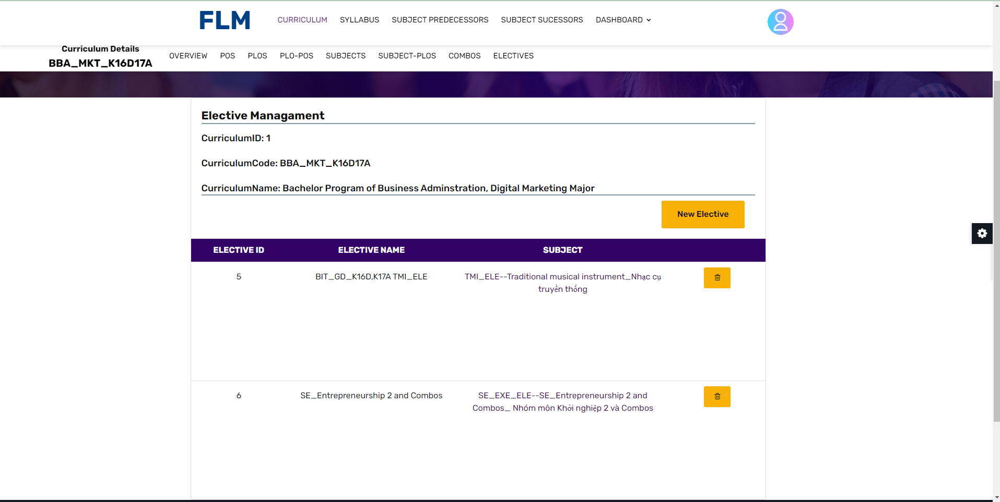 FLM
CURRICULUM SYLLABUS SUBJECT PREDECESSORS SUBJECT SUCESSORS DASHBOARD
Curriculum Details
BBA_MKT_K16D17A
OVERVIEW POS PLOS PLO-POS SUBJECTS SUBJECT-PLOS COMBOS ELECTIVES
Elective Managament
CurriculumID: 1
CurriculumCode: BBA_MKT_K16D17A
CurriculumName: Bachelor Program of Business Adminstration, Digital Marketing Major
New Elective
ELECTIVE ID ELECTIVE NAME SUBJECT
5 BIT_GD_K16D,K17A TMI_ELE TMI_ELE--Traditional musical instrument_Nhạc cụ
truyền thống
6 SE_Entrepreneurship 2 and Combos SE_EXE_ELE--SE_Entrepreneurship 2 and
Combos_ Nhóm môn Khởi nghiệp 2 và Combos